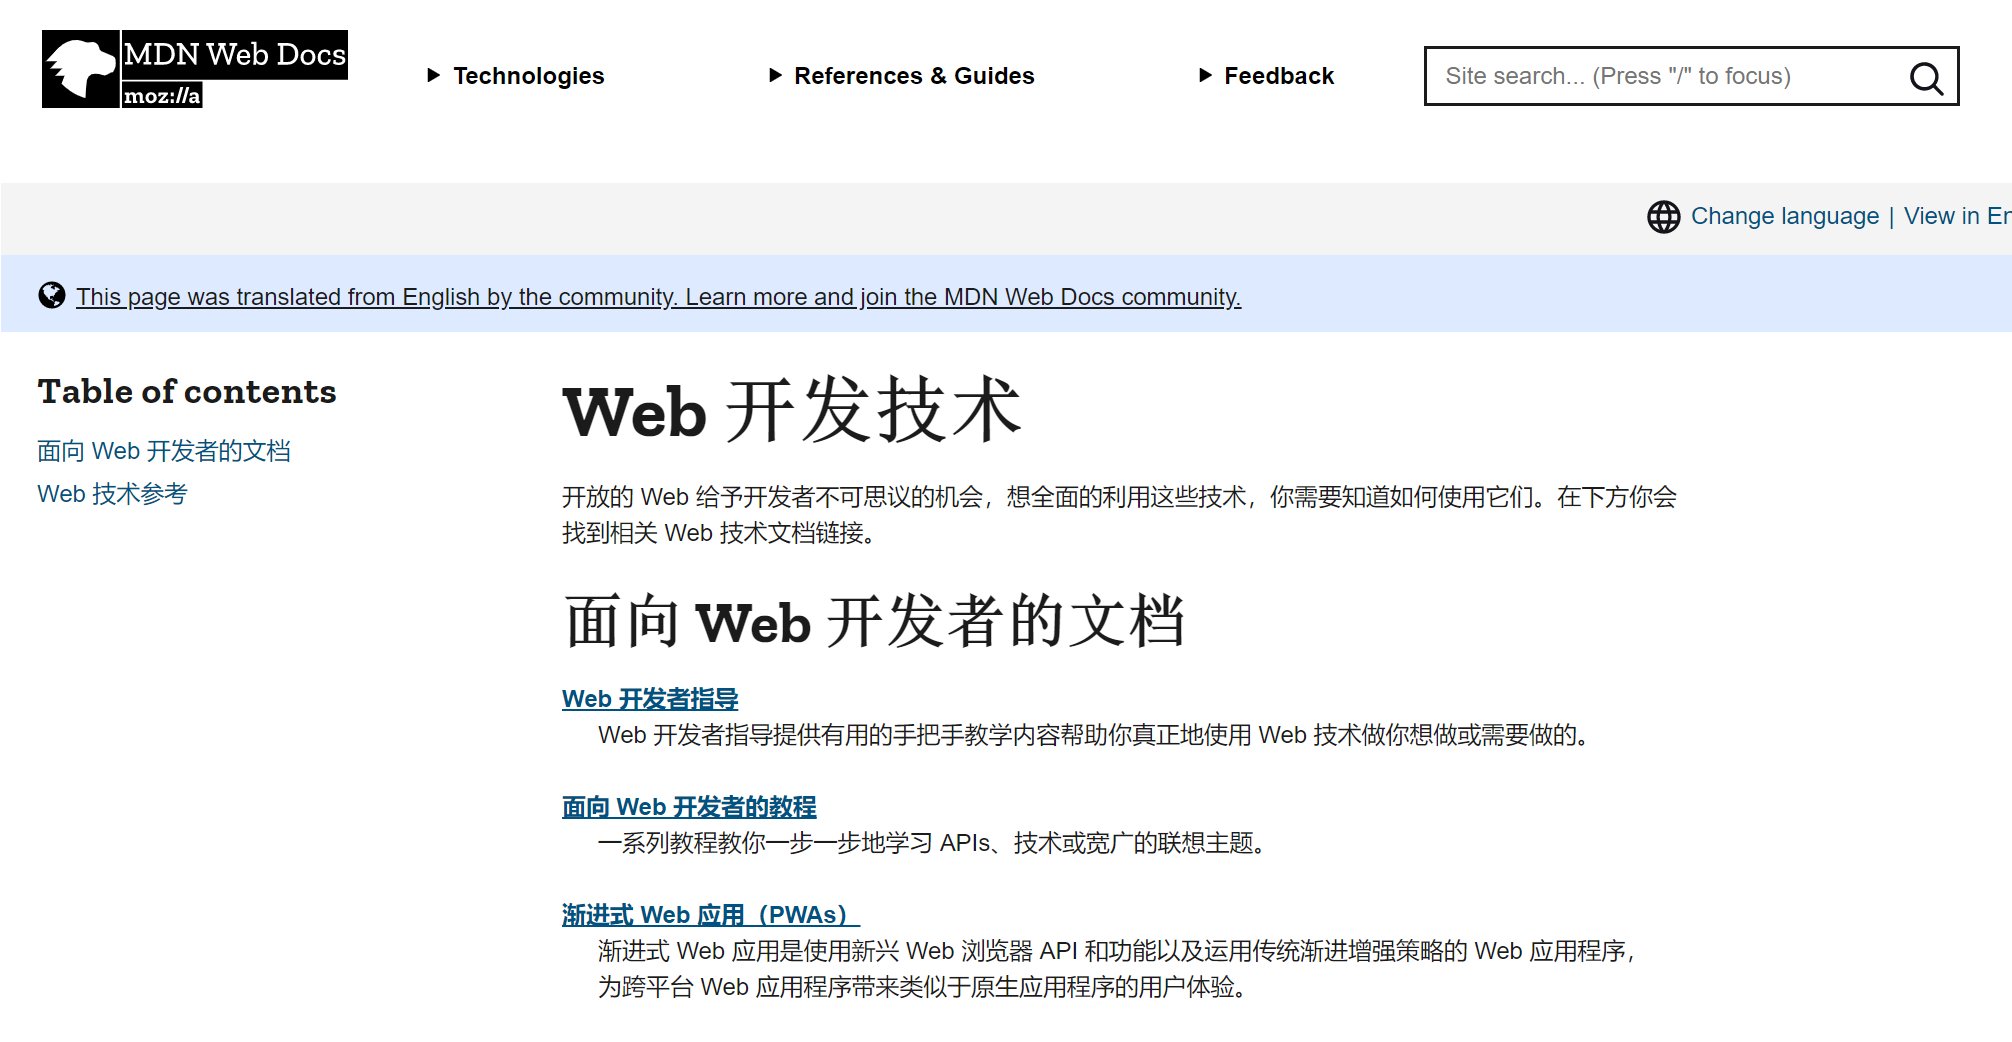 MDN Web Docs
moz://a
Technologies
References & Guides
Feedback
Site search... (Press "/" to focus)
Change language | View in En
This page was translated from English by the community. Learn more and join the MDN Web Docs community.
Table of contents
面向 Web 开发者的文档
Web 技术参考
Web 开发技术
开放的 Web 给予开发者不可思议的机会，想全面的利用这些技术，你需要知道如何使用它们。在下方你会
找到相关 Web 技术文档链接。
面向 Web 开发者的文档
Web 开发者指导
Web 开发者指导提供有用的手把手教学内容帮助你真正地使用 Web 技术做你想做或需要做的。
面向 Web 开发者的教程
一系列教程教你一步一步地学习 APIs、技术或宽广的联想主题。
渐进式 Web 应用（PWAs）
渐进式 Web 应用是使用新兴 Web 浏览器 API 和功能以及运用传统渐进增强策略的 Web 应用程序，
为跨平台 Web 应用程序带来类似于原生应用程序的用户体验。